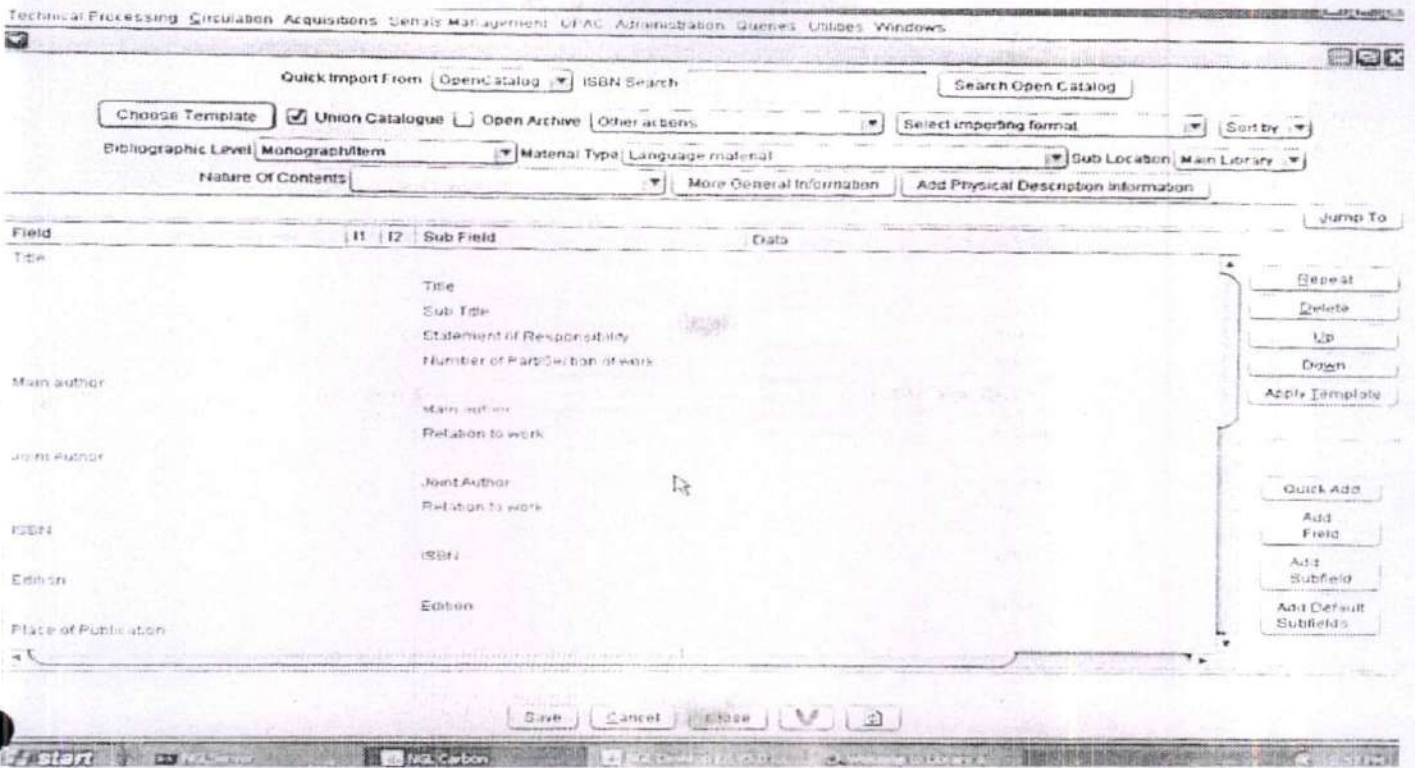 Technical Processing Circulation Acquisitions Serials Management OPAC Administration Queries Utilities Windows
Quick Import From OpenCatalog ISBN Search Search Open Catalog
Choose Template Union Catalogue Open Archive Other actions Select importing format Sort by
Bibliographic Level Monograph/Item Material Type Language material Sub Location Main Library
Nature Of Contents More General Information Add Physical Description Information
Jump To
Field I1 I2 Sub Field Data
Title
Title
Sub Title
Statement of Responsibility
Number of Part/Section of work
Main author
Main author
Relation to work
Joint Author
Joint Author
Relation to work
ISBN
ISBN
Edition
Edition
Place of Publication
Repeat
Delete
Up
Down
Apply Template
Quick Add
Add
Field
Add
Subfield
Add Default
Subfields
Save Cancel Close
start NGL Carbon